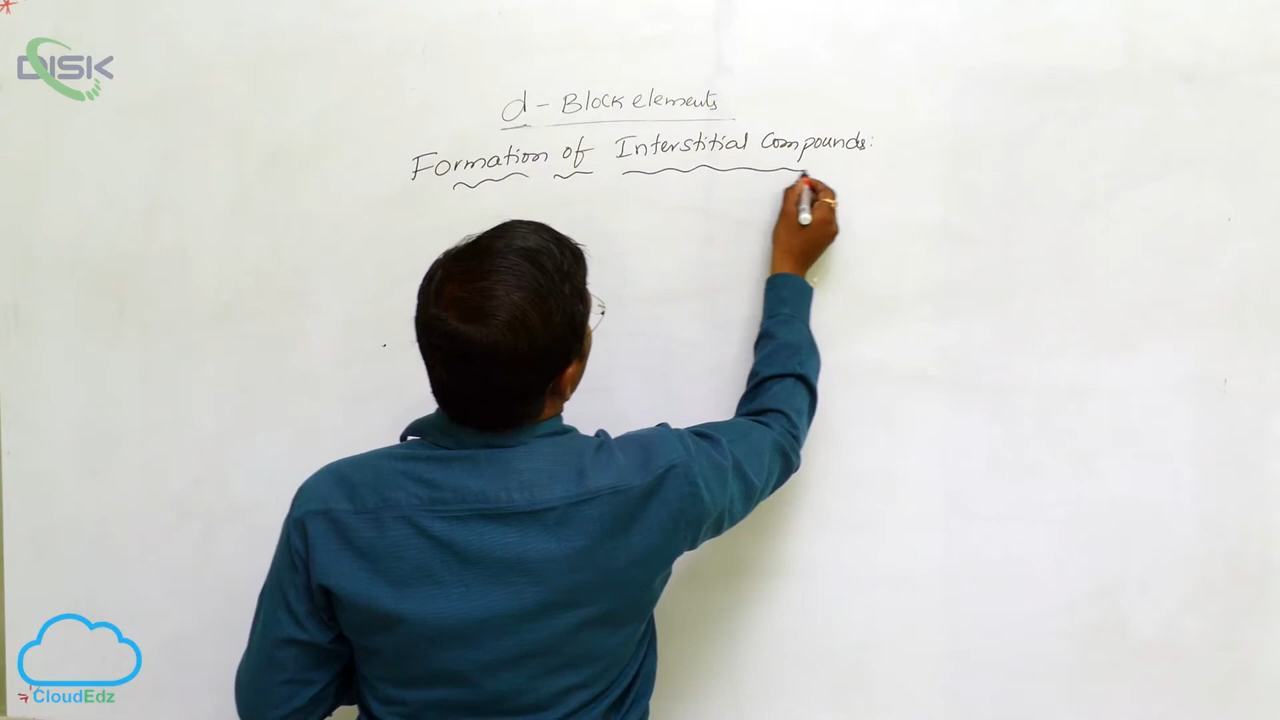 DISK
d - Block elements
Formation of Interstitial Compounds:
CloudEdz